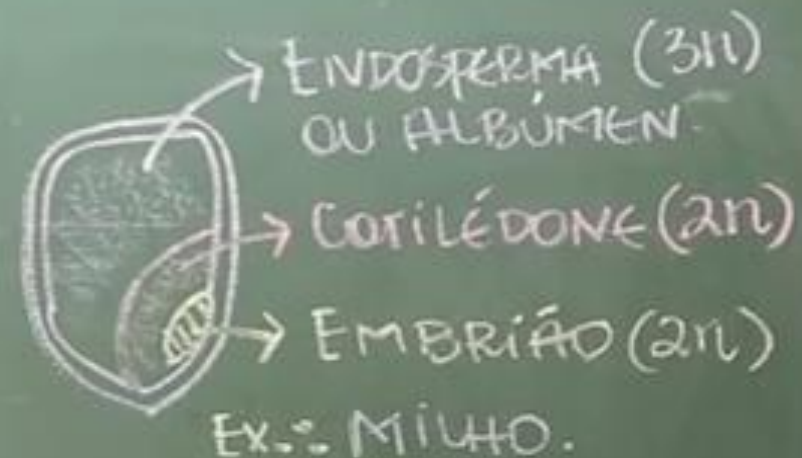 ENDOSPERMA (3n)
OU ALBÚMEN.
COTILÉDONE (2n)
EMBRIÃO (2n)
EX.: MILHO.